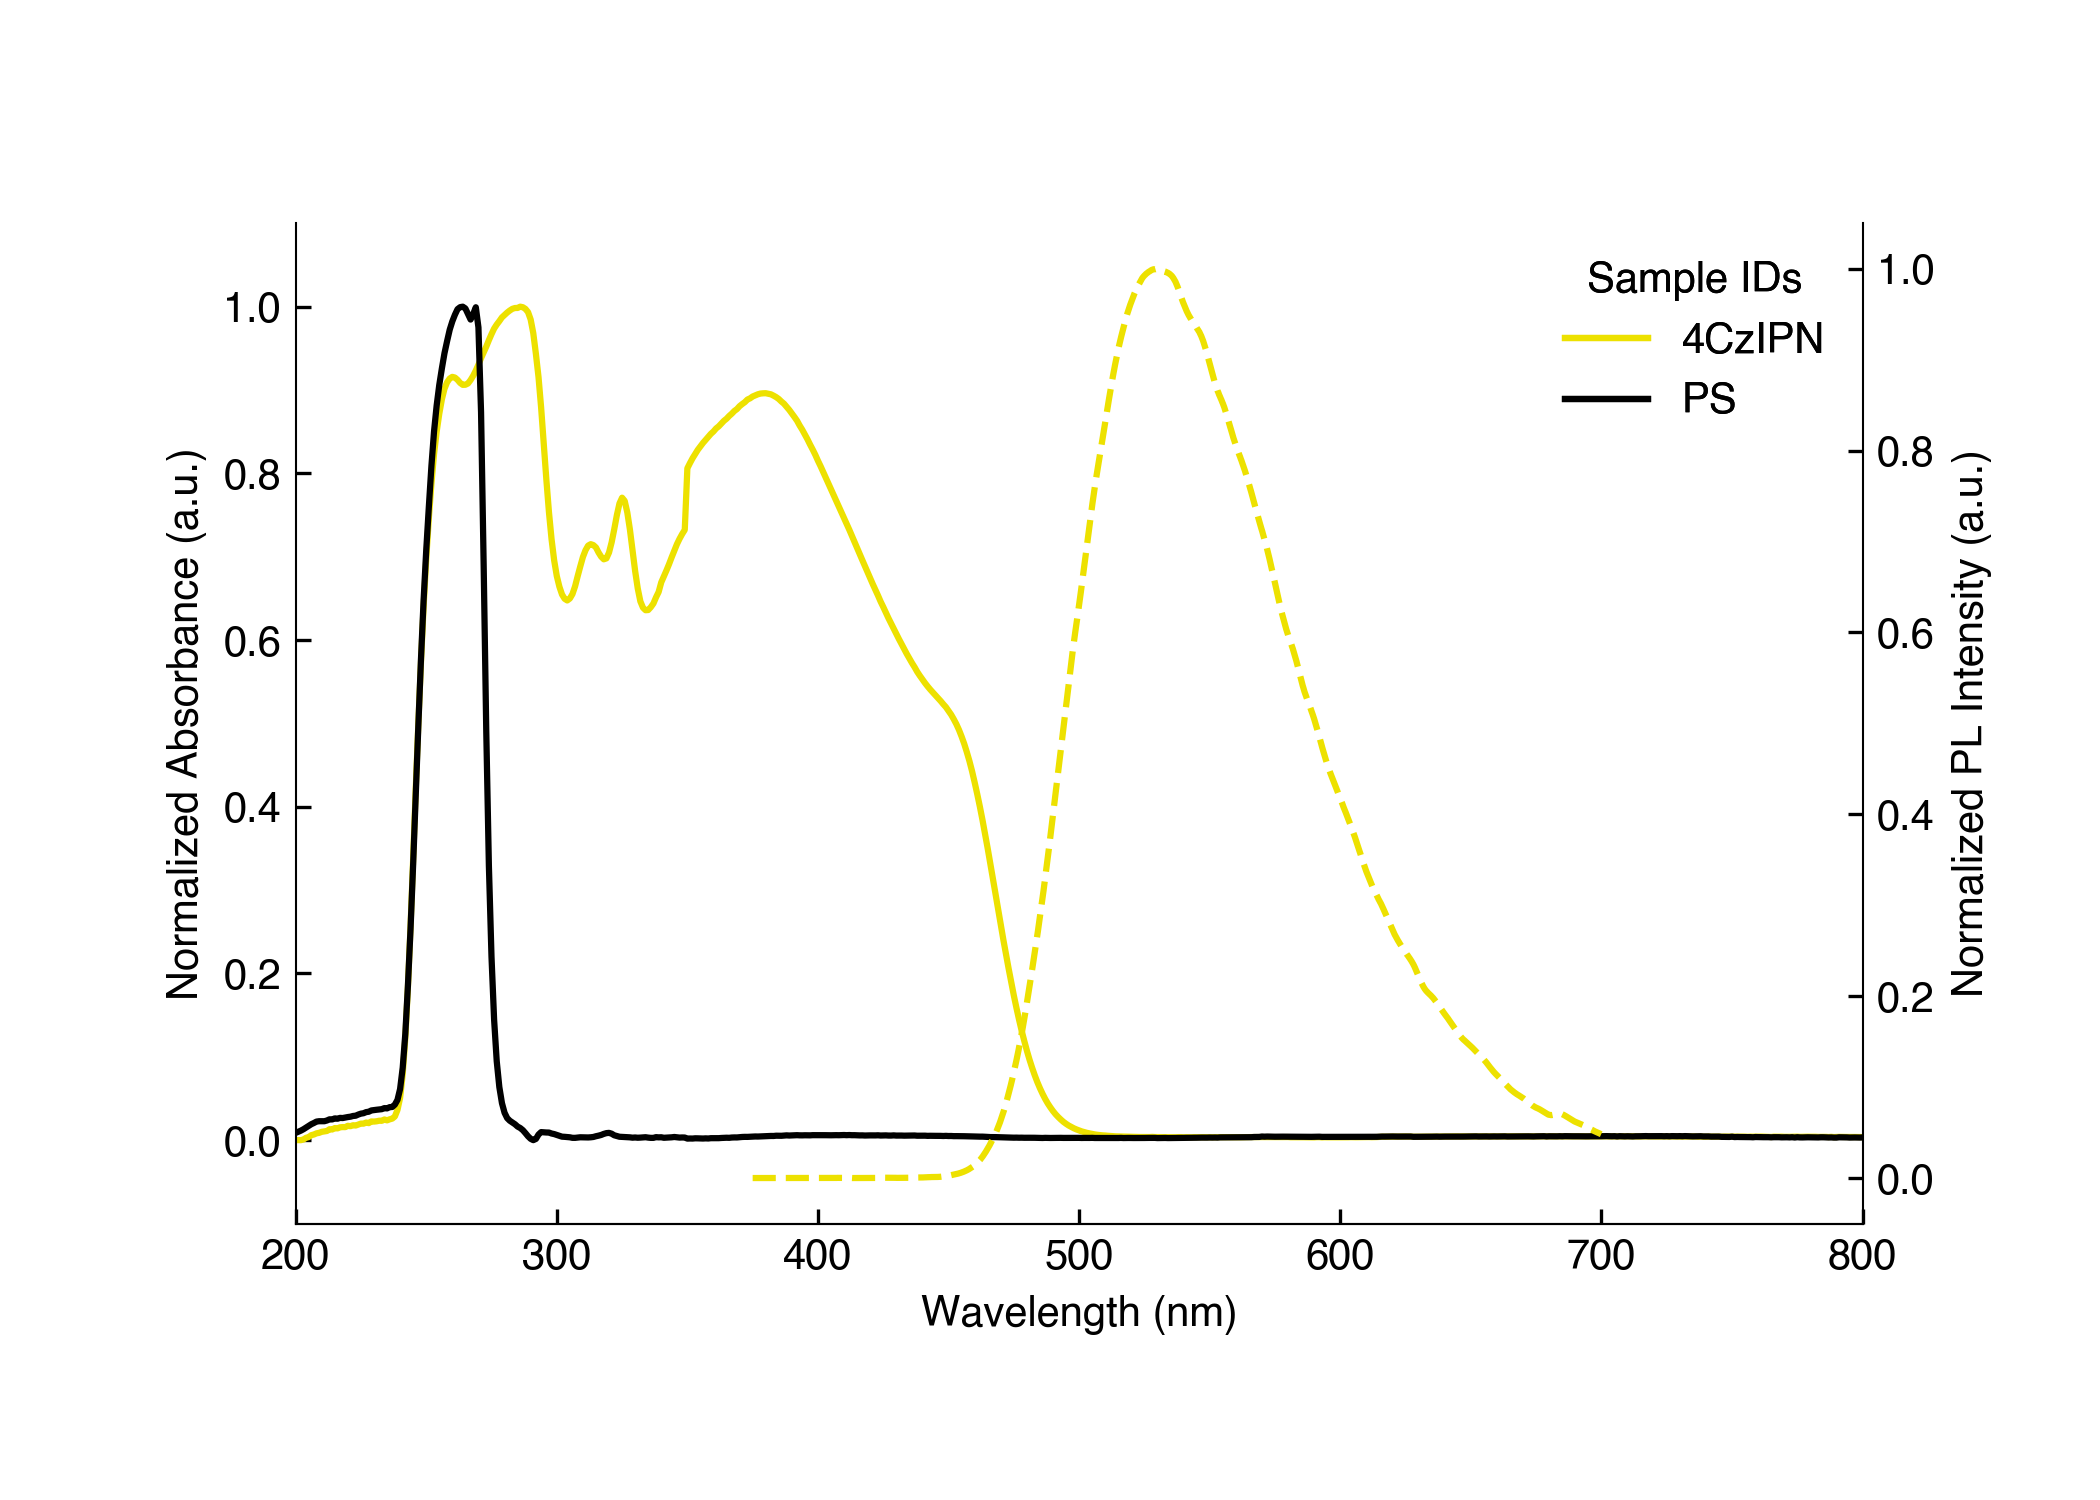 Sample IDs
4CzIPN
PS
Normalized Absorbance (a.u.)
1.0
0.8
0.6
0.4
0.2
0.0
Normalized PL Intensity (a.u.)
1.0
0.8
0.6
0.4
0.2
0.0
200 300 400 500 600 700 800
Wavelength (nm)